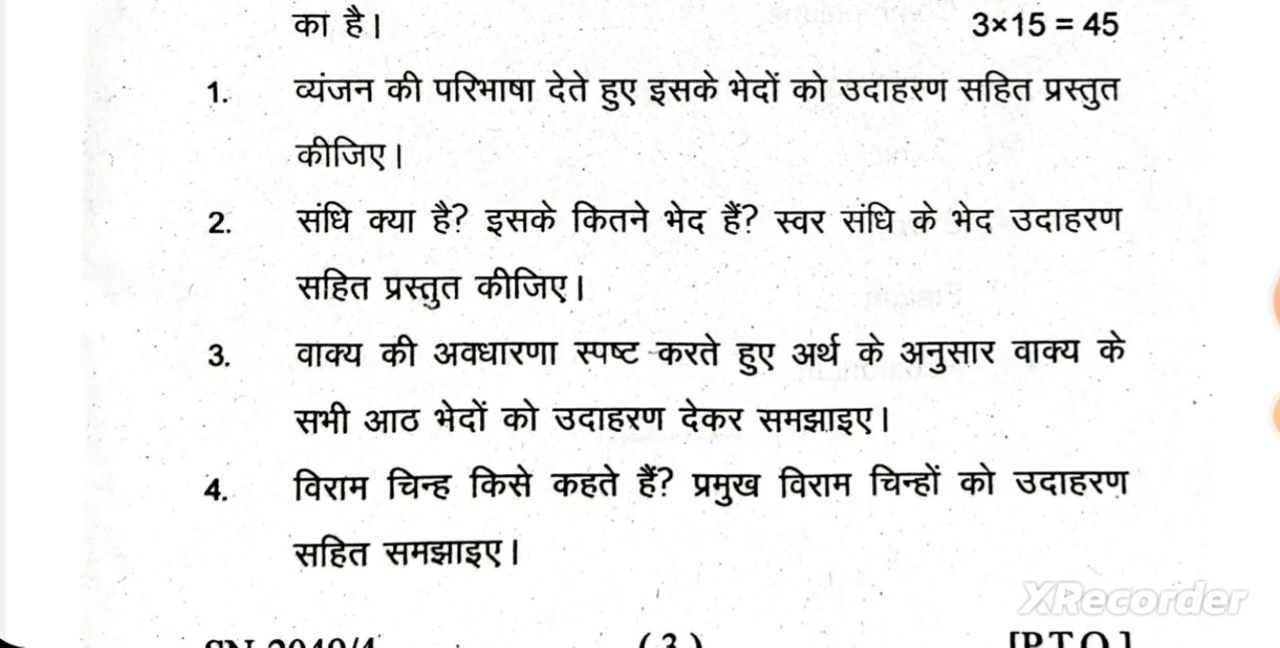 का है।
3×15 = 45
1. व्यंजन की परिभाषा देते हुए इसके भेदों को उदाहरण सहित प्रस्तुत
कीजिए।
2. संधि क्या है? इसके कितने भेद हैं? स्वर संधि के भेद उदाहरण
सहित प्रस्तुत कीजिए।
3. वाक्य की अवधारणा स्पष्ट करते हुए अर्थ के अनुसार वाक्य के
सभी आठ भेदों को उदाहरण देकर समझाइए।
4. विराम चिन्ह किसे कहते हैं? प्रमुख विराम चिन्हों को उदाहरण
सहित समझाइए।
XRecorder
(3)
[P.T.O.]